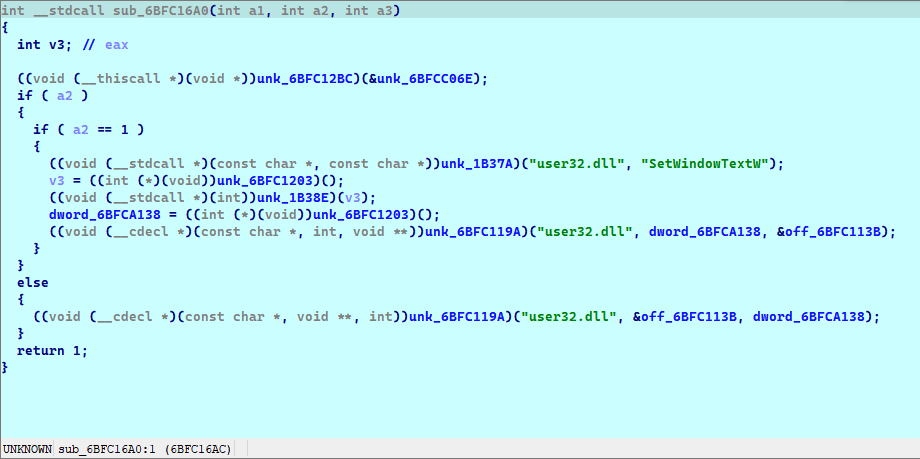 int __stdcall sub_6BFC16A0(int a1, int a2, int a3)
{
  int v3; // eax

  ((void (__thiscall *)(void *))unk_6BFC12BC)(&unk_6BFCC06E);
  if ( a2 )
  {
    if ( a2 == 1 )
    {
      ((void (__stdcall *)(const char *, const char *))unk_1B37A)("user32.dll", "SetWindowTextW");
      v3 = ((int (*)(void))unk_6BFC1203)();
      ((void (__stdcall *)(int))unk_1B38E)(v3);
      dword_6BFCA138 = ((int (*)(void))unk_6BFC1203)();
      ((void (__cdecl *)(const char *, int, void **))unk_6BFC119A)("user32.dll", dword_6BFCA138, &off_6BFC113B);
    }
  }
  else
  {
    ((void (__cdecl *)(const char *, void **, int))unk_6BFC119A)("user32.dll", &off_6BFC113B, dword_6BFCA138);
  }
  return 1;
}
UNKNOWN sub_6BFC16A0:1 (6BFC16AC)